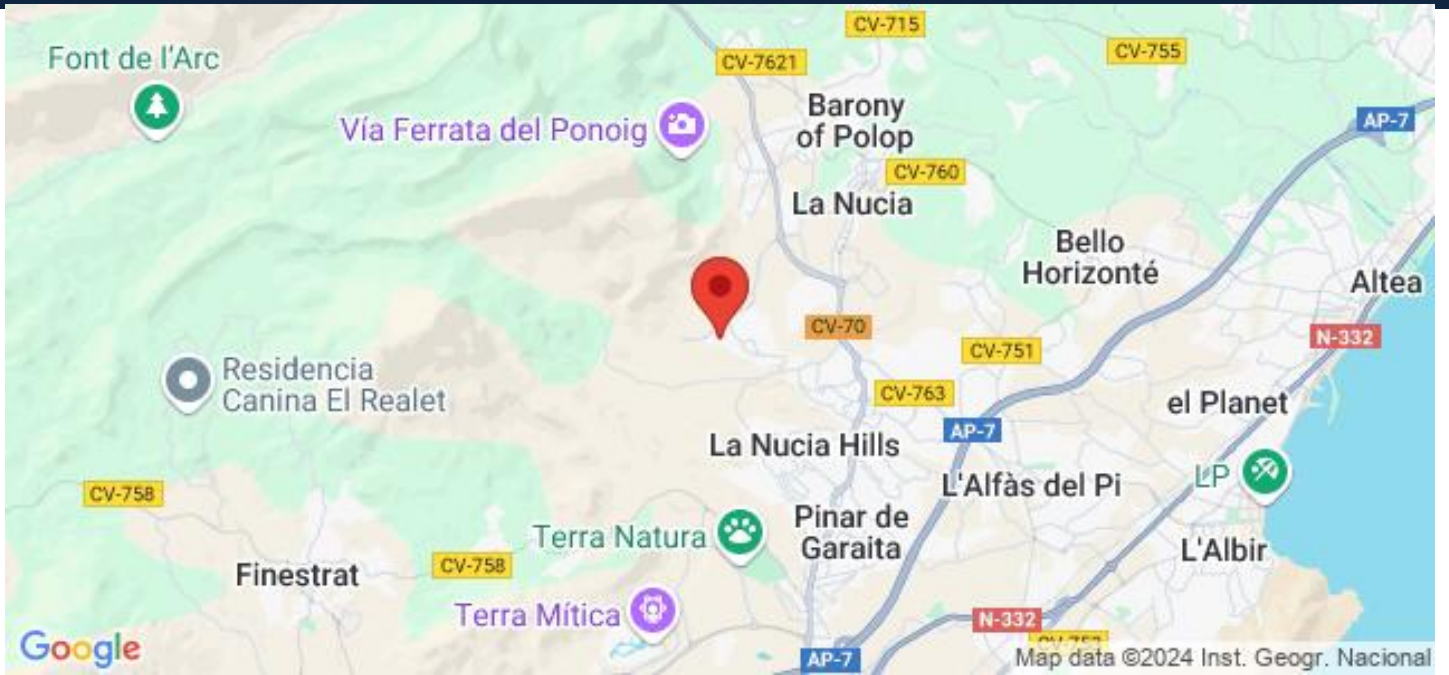 CV-715
Font de l'Arc
CV-7621
CV-755
Barony
of Polop
AP-7
Vía Ferrata del Ponoig
CV-760
La Nucia
Bello
Horizonté
Altea
CV-70
N-332
CV-751
Residencia
Canina El Realet
CV-763
el Planet
AP-7
La Nucia Hills
LP
L'Alfàs del Pi
CV-758
Terra Natura
Pinar de
Garaita
L'Albir
Finestrat
CV-758
Terra Mítica
N-332
Google
AP-7
Map data ©2024 Inst. Geogr. Nacional